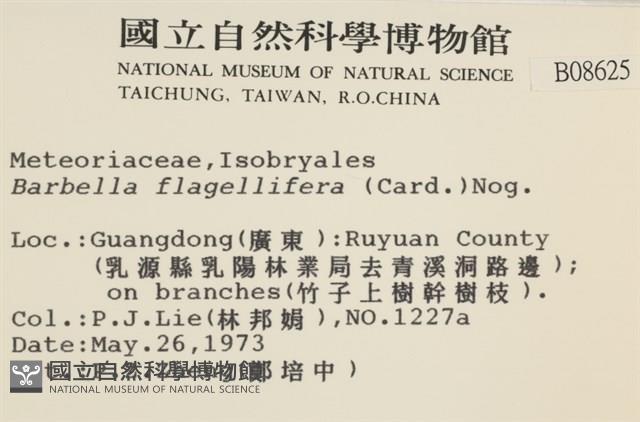 國立自然科學博物館
NATIONAL MUSEUM OF NATURAL SCIENCE
TAICHUNG, TAIWAN, R.O.CHINA
B08625
Meteoriaceae,Isobryales
Barbella flagellifera (Card.)Nog.
Loc.:Guangdong(廣東):Ruyuan County
(乳源縣乳陽林業局去青溪洞路邊);
on branches(竹子上樹幹樹枝).
Col.:P.J.Lie(林邦娟),NO.1227a
Date:May.26,1973
鄭培中)
國立自然科學博物館
NATIONAL MUSEUM OF NATURAL SCIENCE